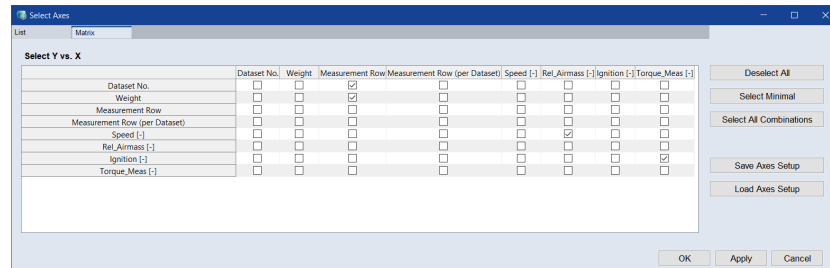 Select Axes
List Matrix
Select Y vs. X
Dataset No. Weight Measurement Row Measurement Row (per Dataset) Speed [-] Rel_Airmass [-] Ignition [-] Torque_Meas [-]
Dataset No.
Weight
Measurement Row
Measurement Row (per Dataset)
Speed [-]
Rel_Airmass [-]
Ignition [-]
Torque_Meas [-]
Deselect All
Select Minimal
Select All Combinations
Save Axes Setup
Load Axes Setup
OK Apply Cancel